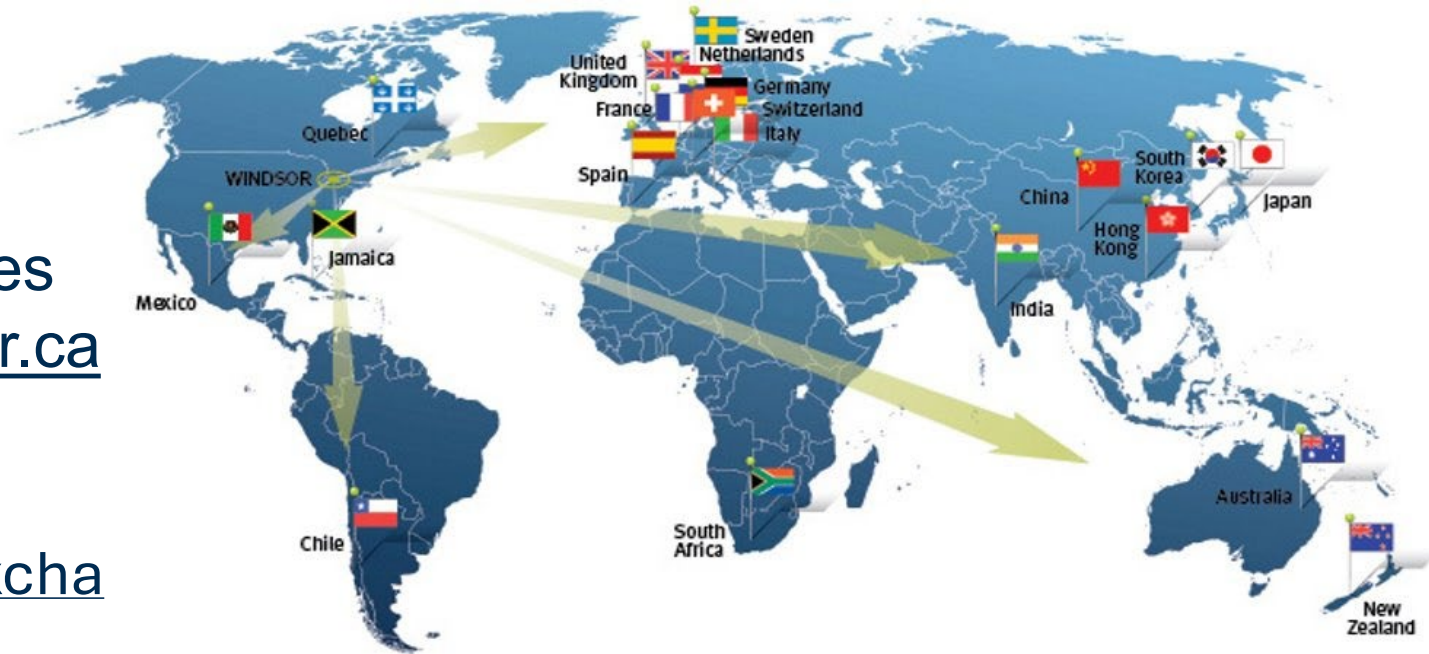 es
r.ca
xcha
Sweden
Netherlands
United
Kingdom
Germany
France
Switzerland
Italy
Spain
Quebec
WINDSOR
Jamaica
Mexico
Chile
South
Africa
China
South
Korea
Japan
Hong
Kong
India
Australia
New
Zealand